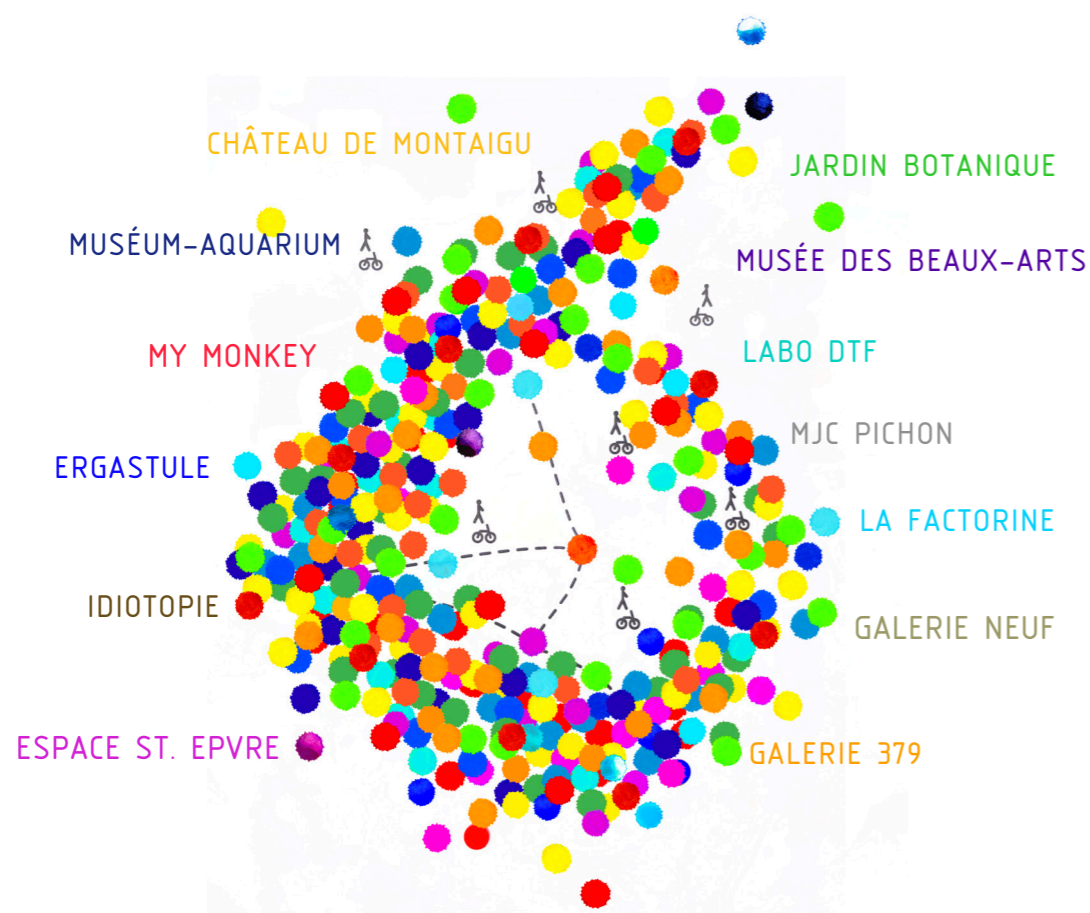 CHÂTEAU DE MONTAIGU
JARDIN BOTANIQUE
MUSÉUM-AQUARIUM
MUSÉE DES BEAUX-ARTS
MY MONKEY
LABO DTF
MJC PICHON
ERGASTULE
LA FACTORINE
IDIOTOPIE
GALERIE NEUF
ESPACE ST. EPVRE
GALERIE 379